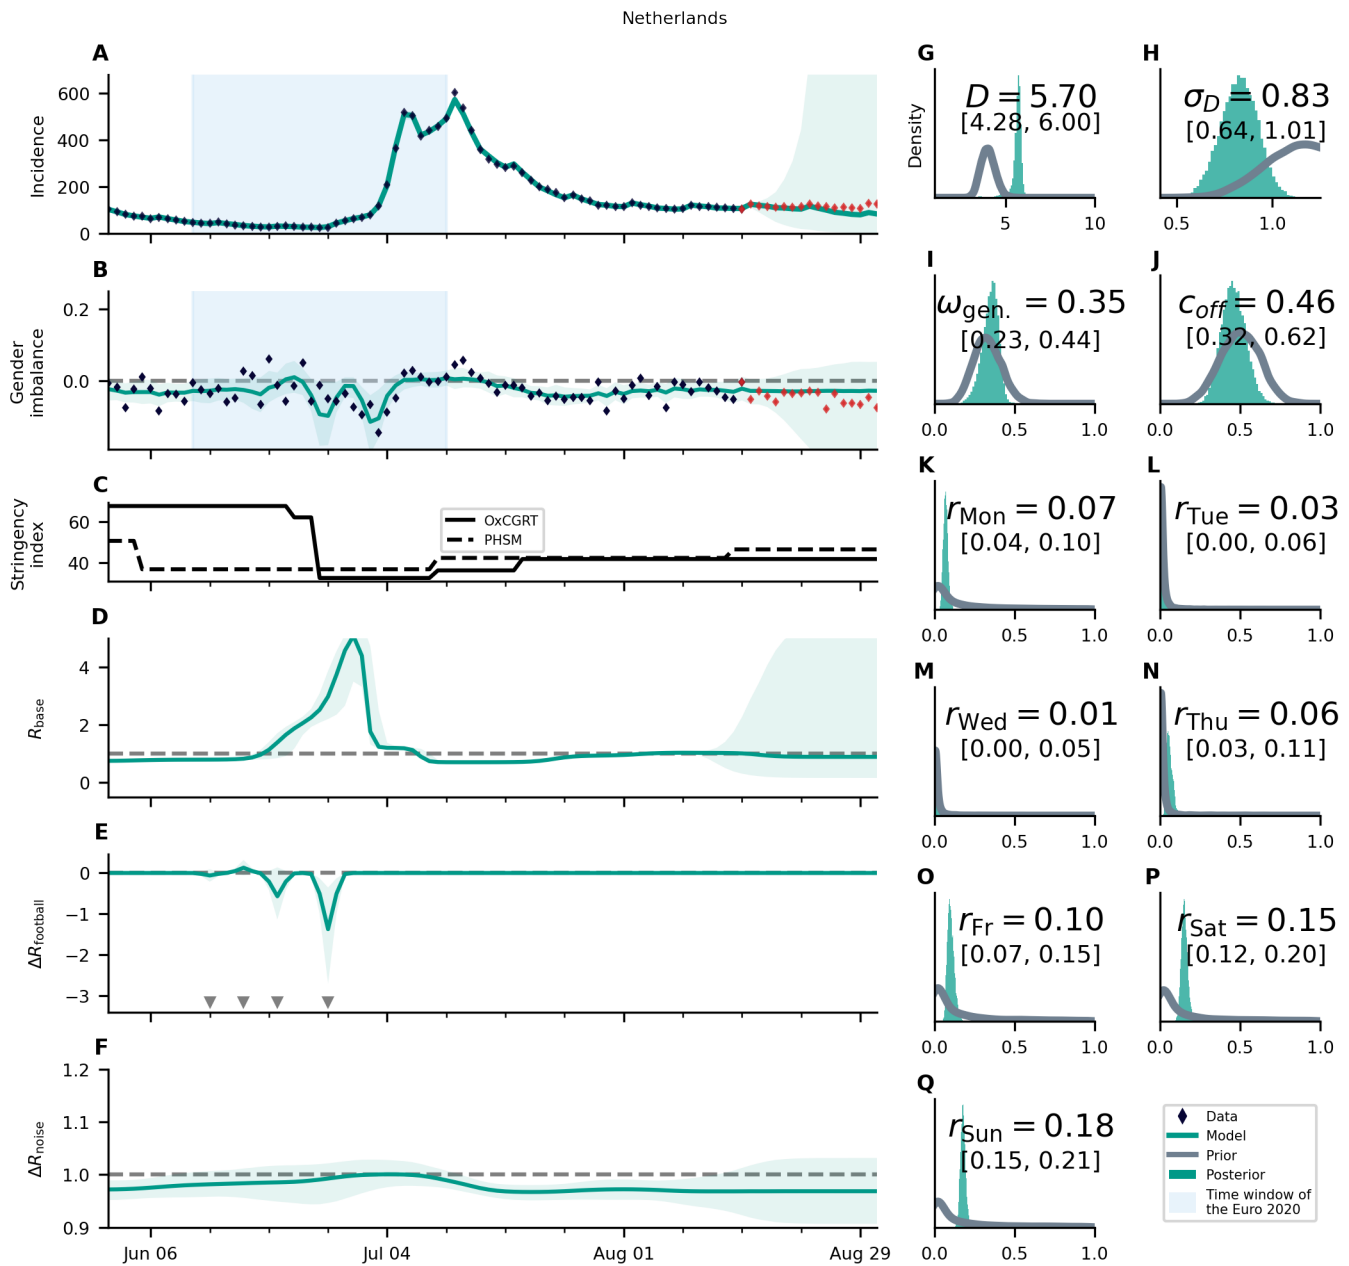 Netherlands
A
Incidence
600
400
200
0
B
Gender
imbalance
0.2
0.0
C
Stringency
index
60
40
OxCGRT
PHSM
D
R_base
4
2
0
E
ΔR_football
0
−1
−2
−3
F
ΔR_noise
1.2
1.1
1.0
0.9
Jun 06 Jul 04 Aug 01 Aug 29
G
Density
D = 5.70
[4.28, 6.00]
5 10
H
σ_D = 0.83
[0.64, 1.01]
0.5 1.0
I
ω_gen. = 0.35
[0.23, 0.44]
0.0 0.5 1.0
J
c_off = 0.46
[0.32, 0.62]
0.0 0.5 1.0
K
r_Mon = 0.07
[0.04, 0.10]
0.0 0.5 1.0
L
r_Tue = 0.03
[0.00, 0.06]
0.0 0.5 1.0
M
r_Wed = 0.01
[0.00, 0.05]
0.0 0.5 1.0
N
r_Thu = 0.06
[0.03, 0.11]
0.0 0.5 1.0
O
r_Fr = 0.10
[0.07, 0.15]
0.0 0.5 1.0
P
r_Sat = 0.15
[0.12, 0.20]
0.0 0.5 1.0
Q
r_Sun = 0.18
[0.15, 0.21]
0.0 0.5 1.0
Data
Model
Prior
Posterior
Time window of
the Euro 2020